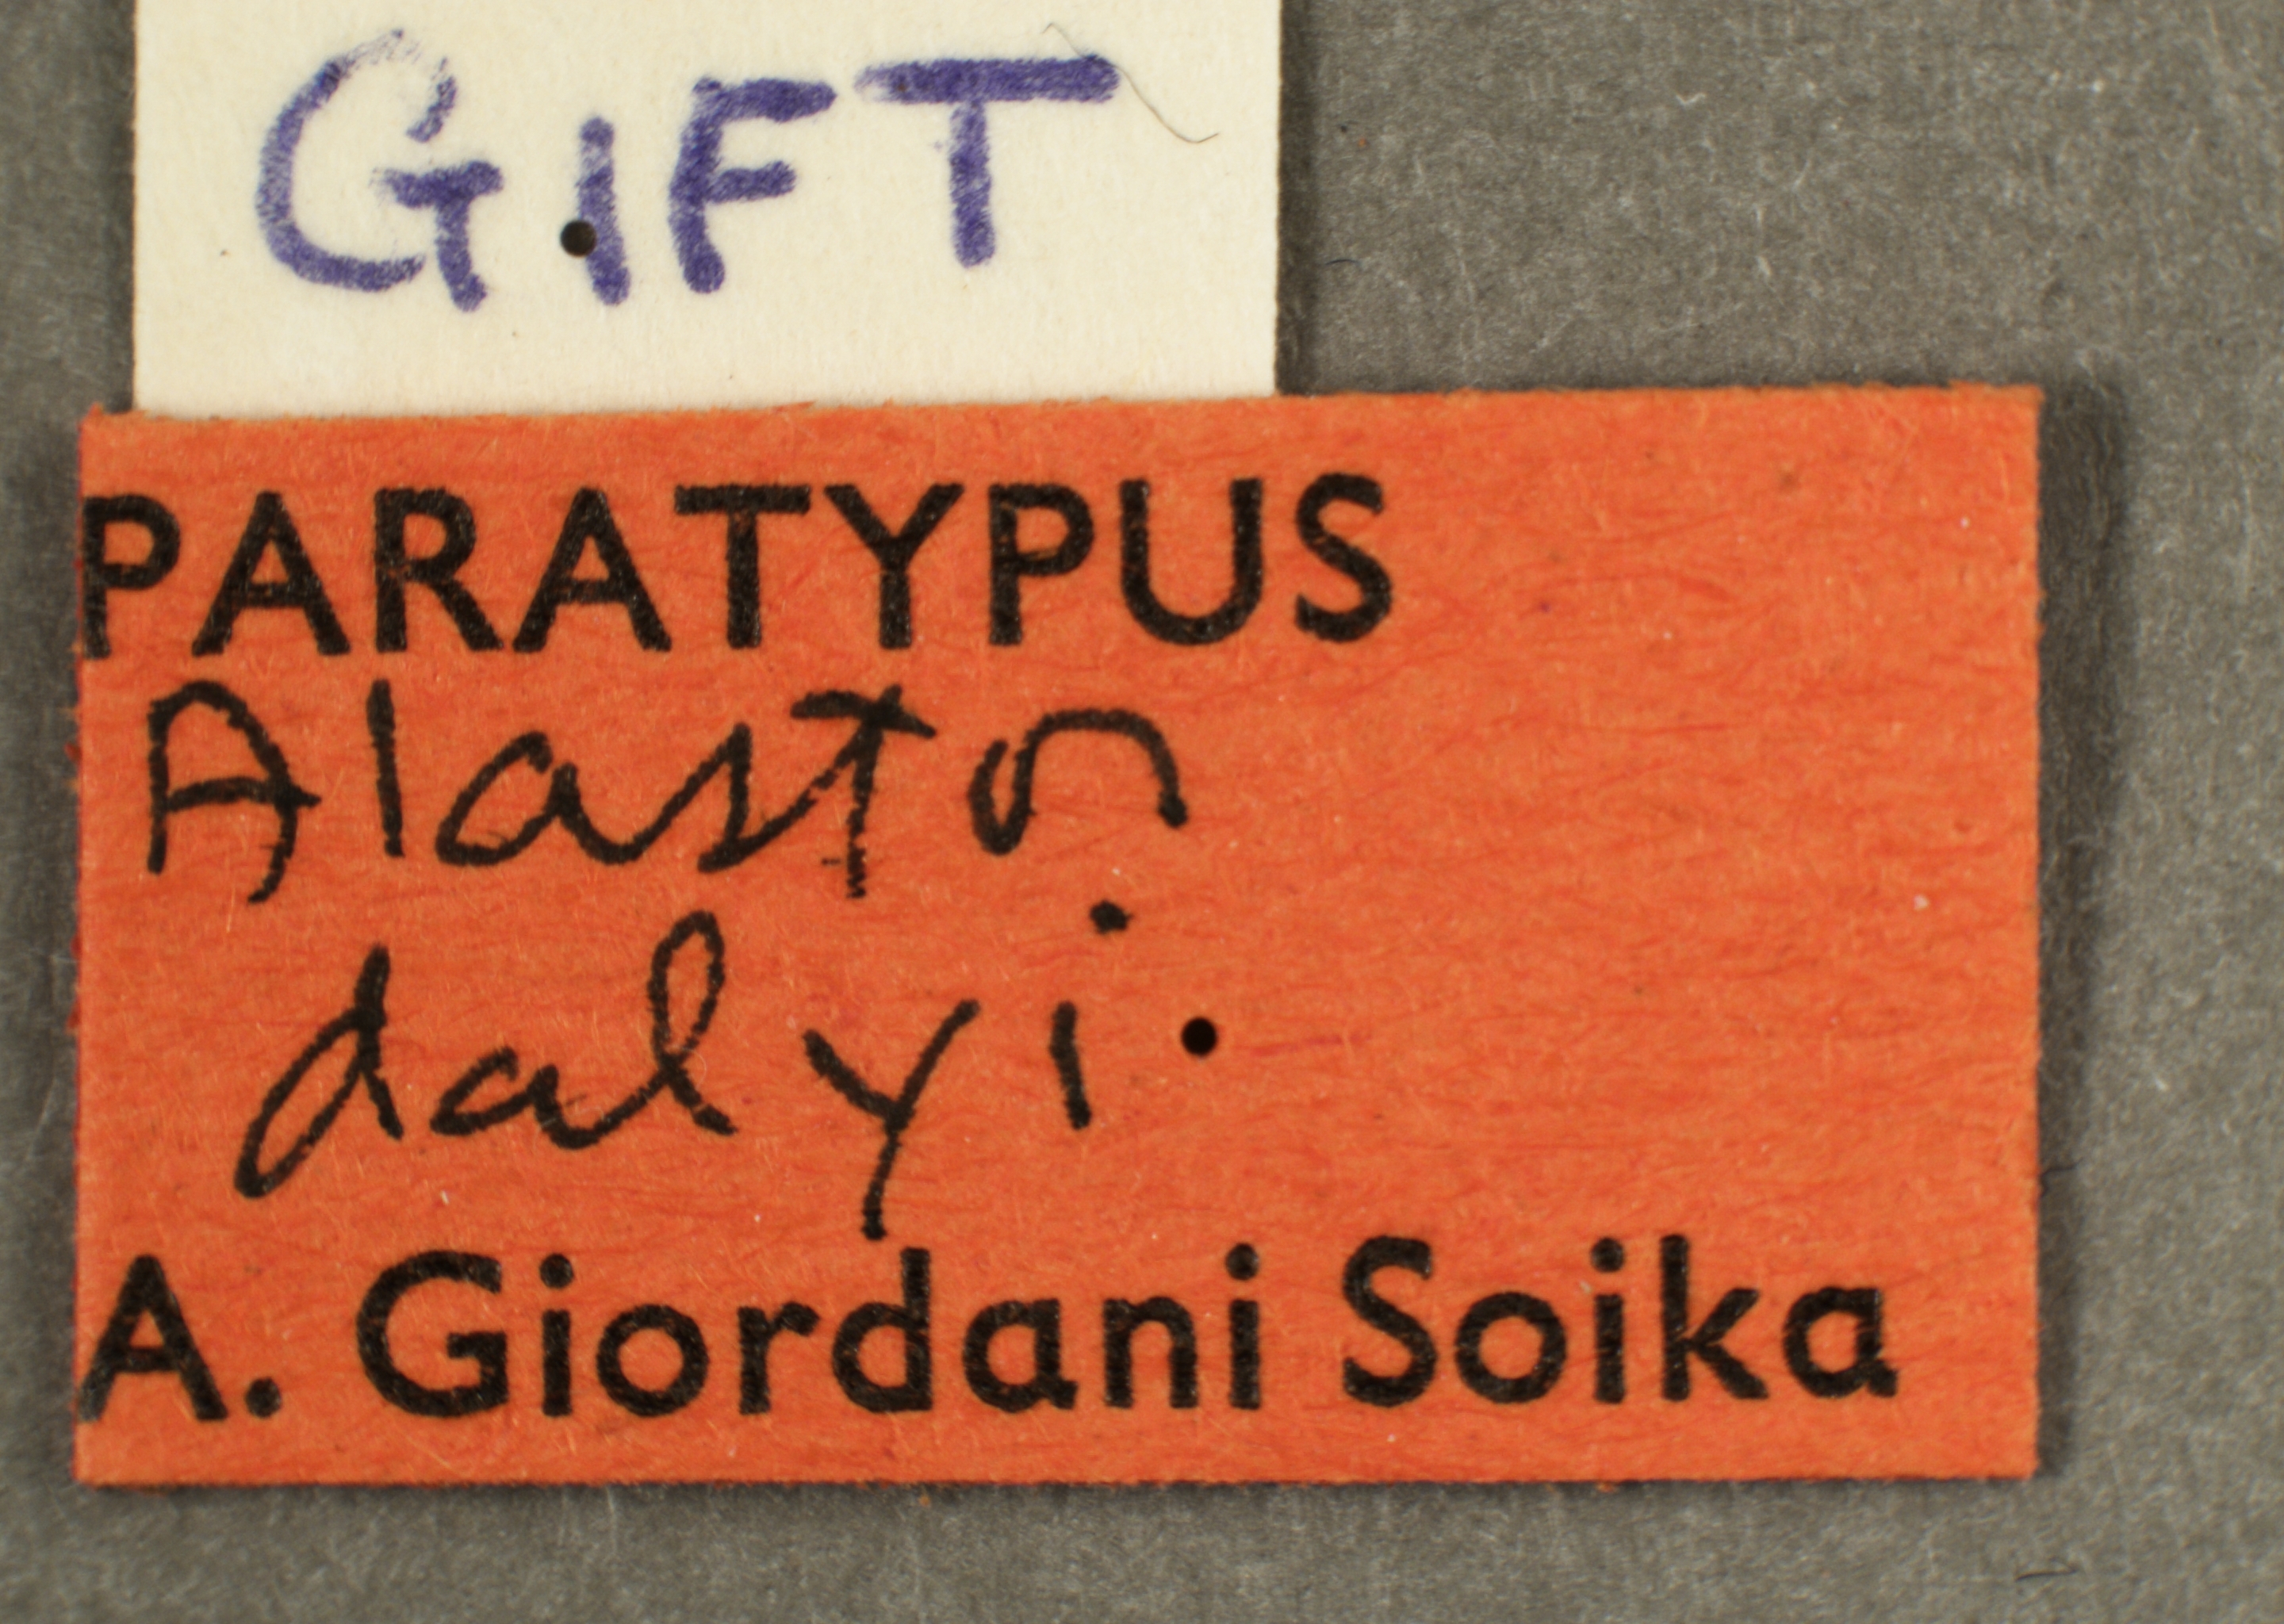 GIFT
PARATYPUS
Alastor
dalyi
A. Giordani Soika